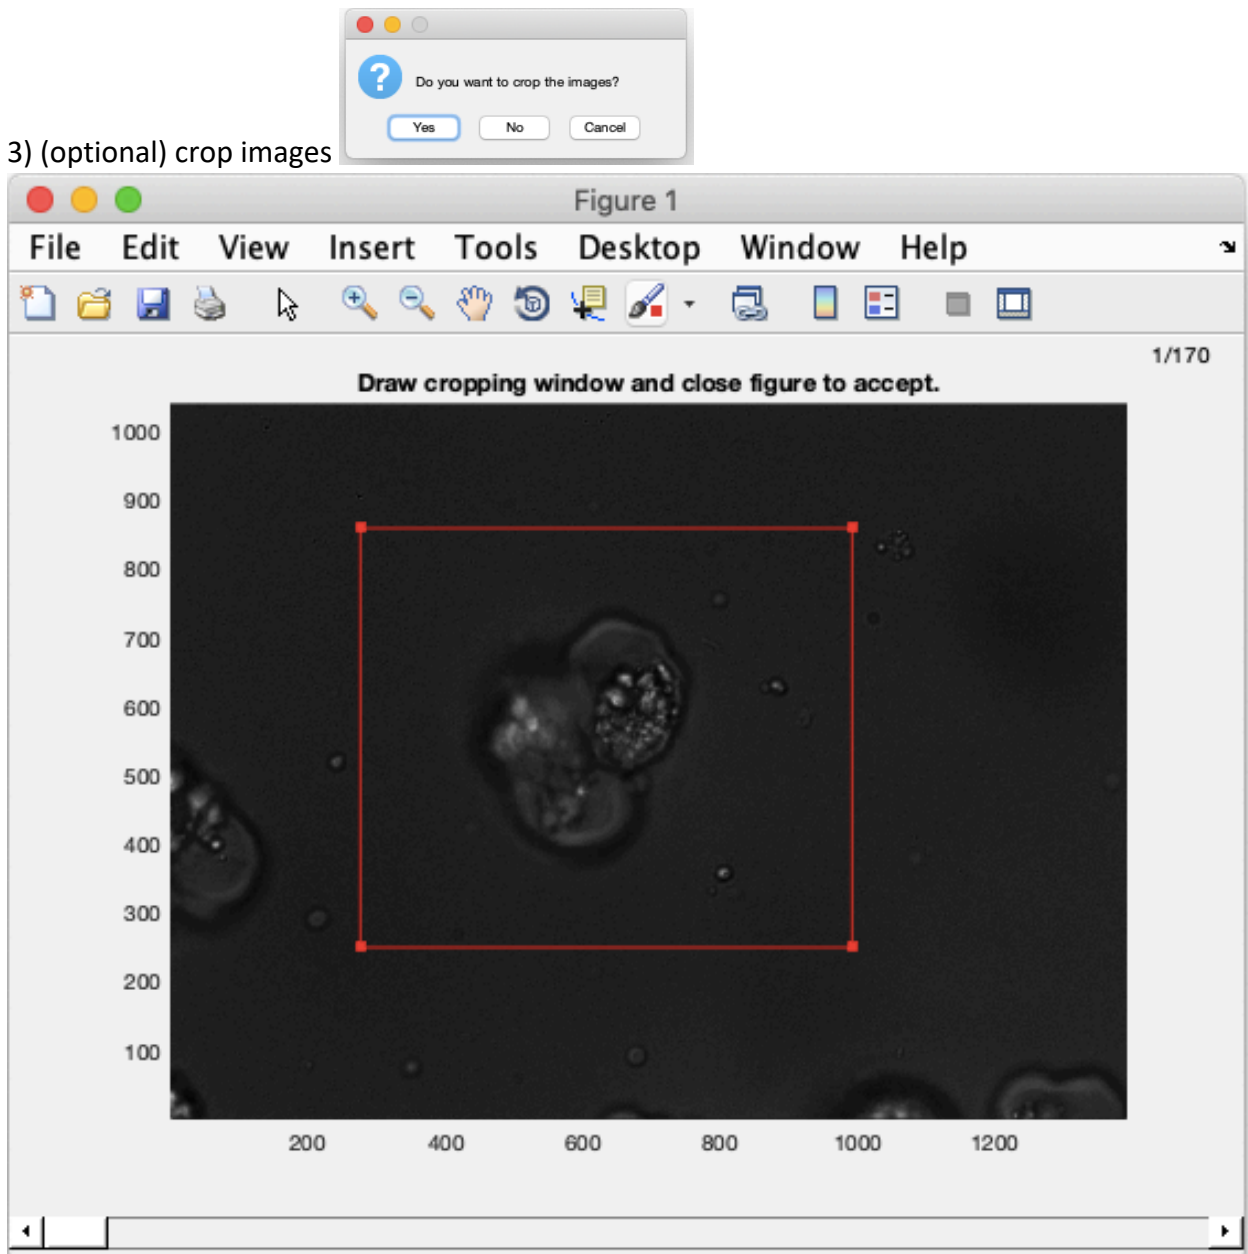 Do you want to crop the images?
Yes No Cancel
3) (optional) crop images
Figure 1
File Edit View Insert Tools Desktop Window Help
1/170
Draw cropping window and close figure to accept.
1000
900
800
700
600
500
400
300
200
100
200 400 600 800 1000 1200